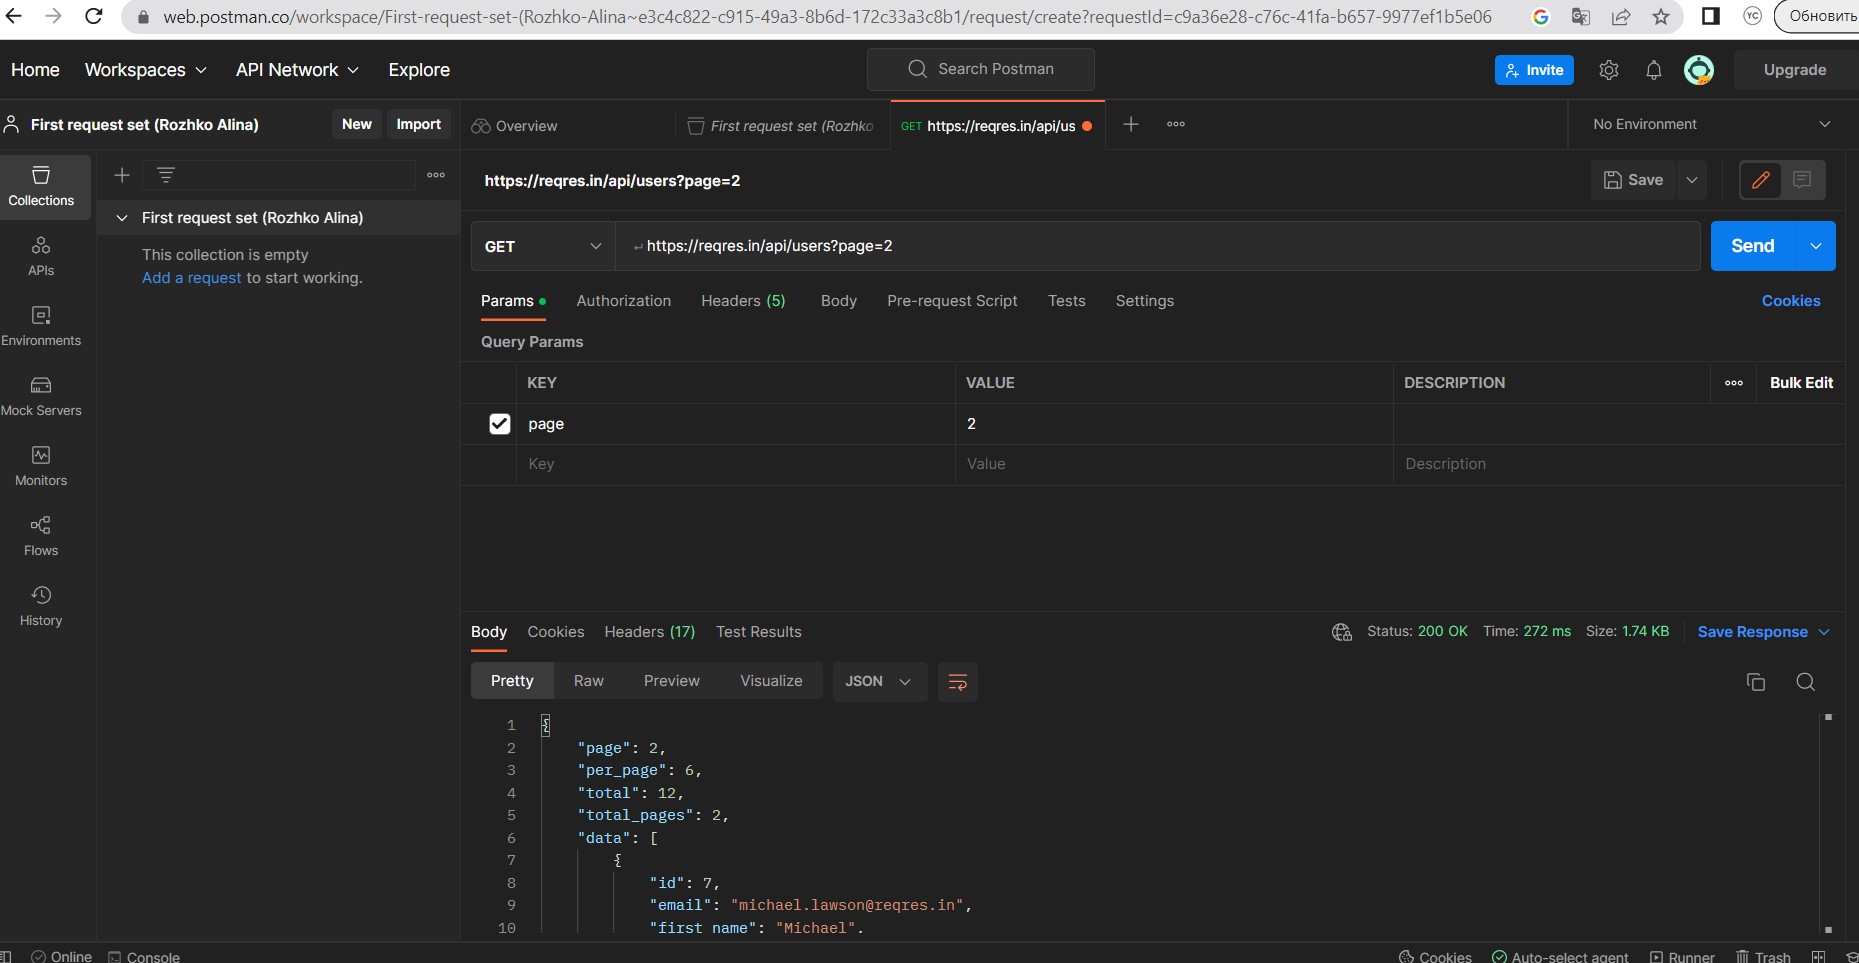 web.postman.co/workspace/First-request-set-(Rozhko-Alina~e3c4c822-c915-49a3-8b6d-172c33a3c8b1/request/create?requestId=c9a36e28-c76c-41fa-b657-9977ef1b5e06
YC
Обновить
Home Workspaces API Network Explore
Search Postman
Invite
Upgrade
First request set (Rozhko Alina)
New Import
Overview
First request set (Rozhko
GET https://reqres.in/api/us
No Environment
Collections
APIs
Environments
Mock Servers
Monitors
Flows
History
First request set (Rozhko Alina)
This collection is empty
Add a request to start working.
https://reqres.in/api/users?page=2
Save
GET
https://reqres.in/api/users?page=2
Send
Params Authorization Headers (5) Body Pre-request Script Tests Settings
Cookies
Query Params
KEY VALUE DESCRIPTION Bulk Edit
page 2
Key Value Description
Body Cookies Headers (17) Test Results
Status: 200 OK Time: 272 ms Size: 1.74 KB Save Response
Pretty Raw Preview Visualize JSON
1 {
2 "page": 2,
3 "per_page": 6,
4 "total": 12,
5 "total_pages": 2,
6 "data": [
7 {
8 "id": 7,
9 "email": "michael.lawson@reqres.in",
10 "first_name": "Michael",
Online Console
Cookies Auto-select agent Runner Trash